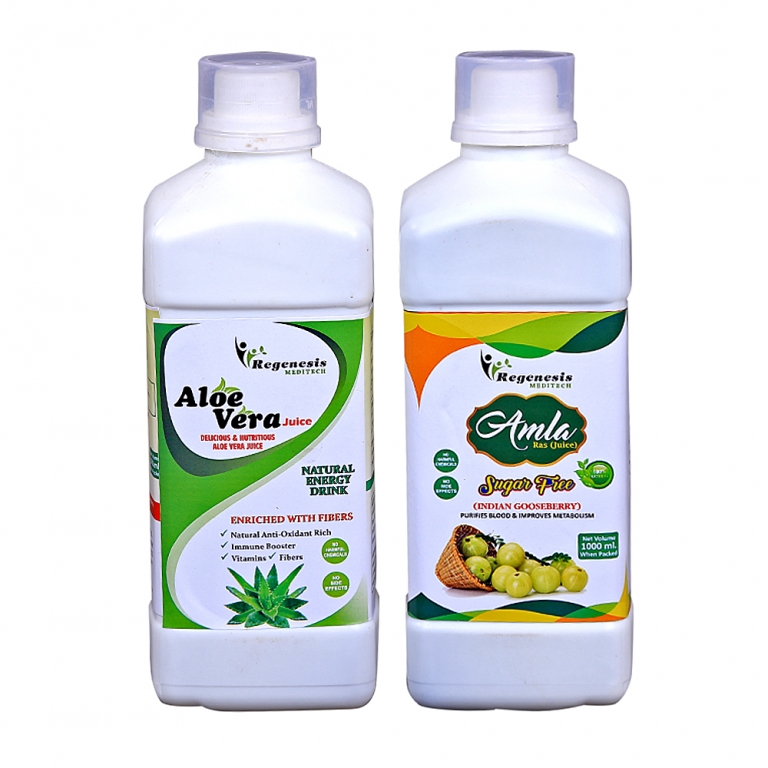 Regenesis
MEDITECH
Aloe
Vera Juice
DELICIOUS & NUTRITIOUS
ALOE VERA JUICE
NATURAL
ENERGY
DRINK
ENRICHED WITH FIBERS
✓ Natural Anti-Oxidant Rich
✓ Immune Booster
✓ Vitamins ✓ Fibers
NO
HARMFUL
CHEMICALS
NO
SIDE
EFFECTS
Regenesis
MEDITECH
Amla
Ras (Juice)
NO
HARMFUL
CHEMICALS
NO
SIDE
EFFECTS
Sugar Free
100%
(INDIAN GOOSEBERRY)
PURIFIES BLOOD & IMPROVES METABOLISM
Net Volume
1000 ml.
When Packed